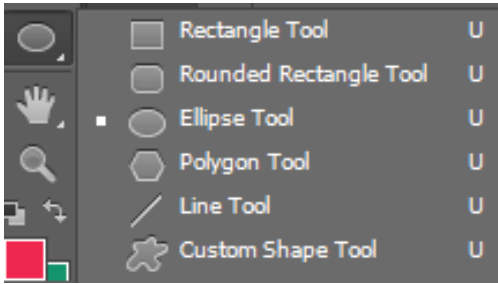 Rectangle Tool U
Rounded Rectangle Tool U
Ellipse Tool U
Polygon Tool U
Line Tool U
Custom Shape Tool U